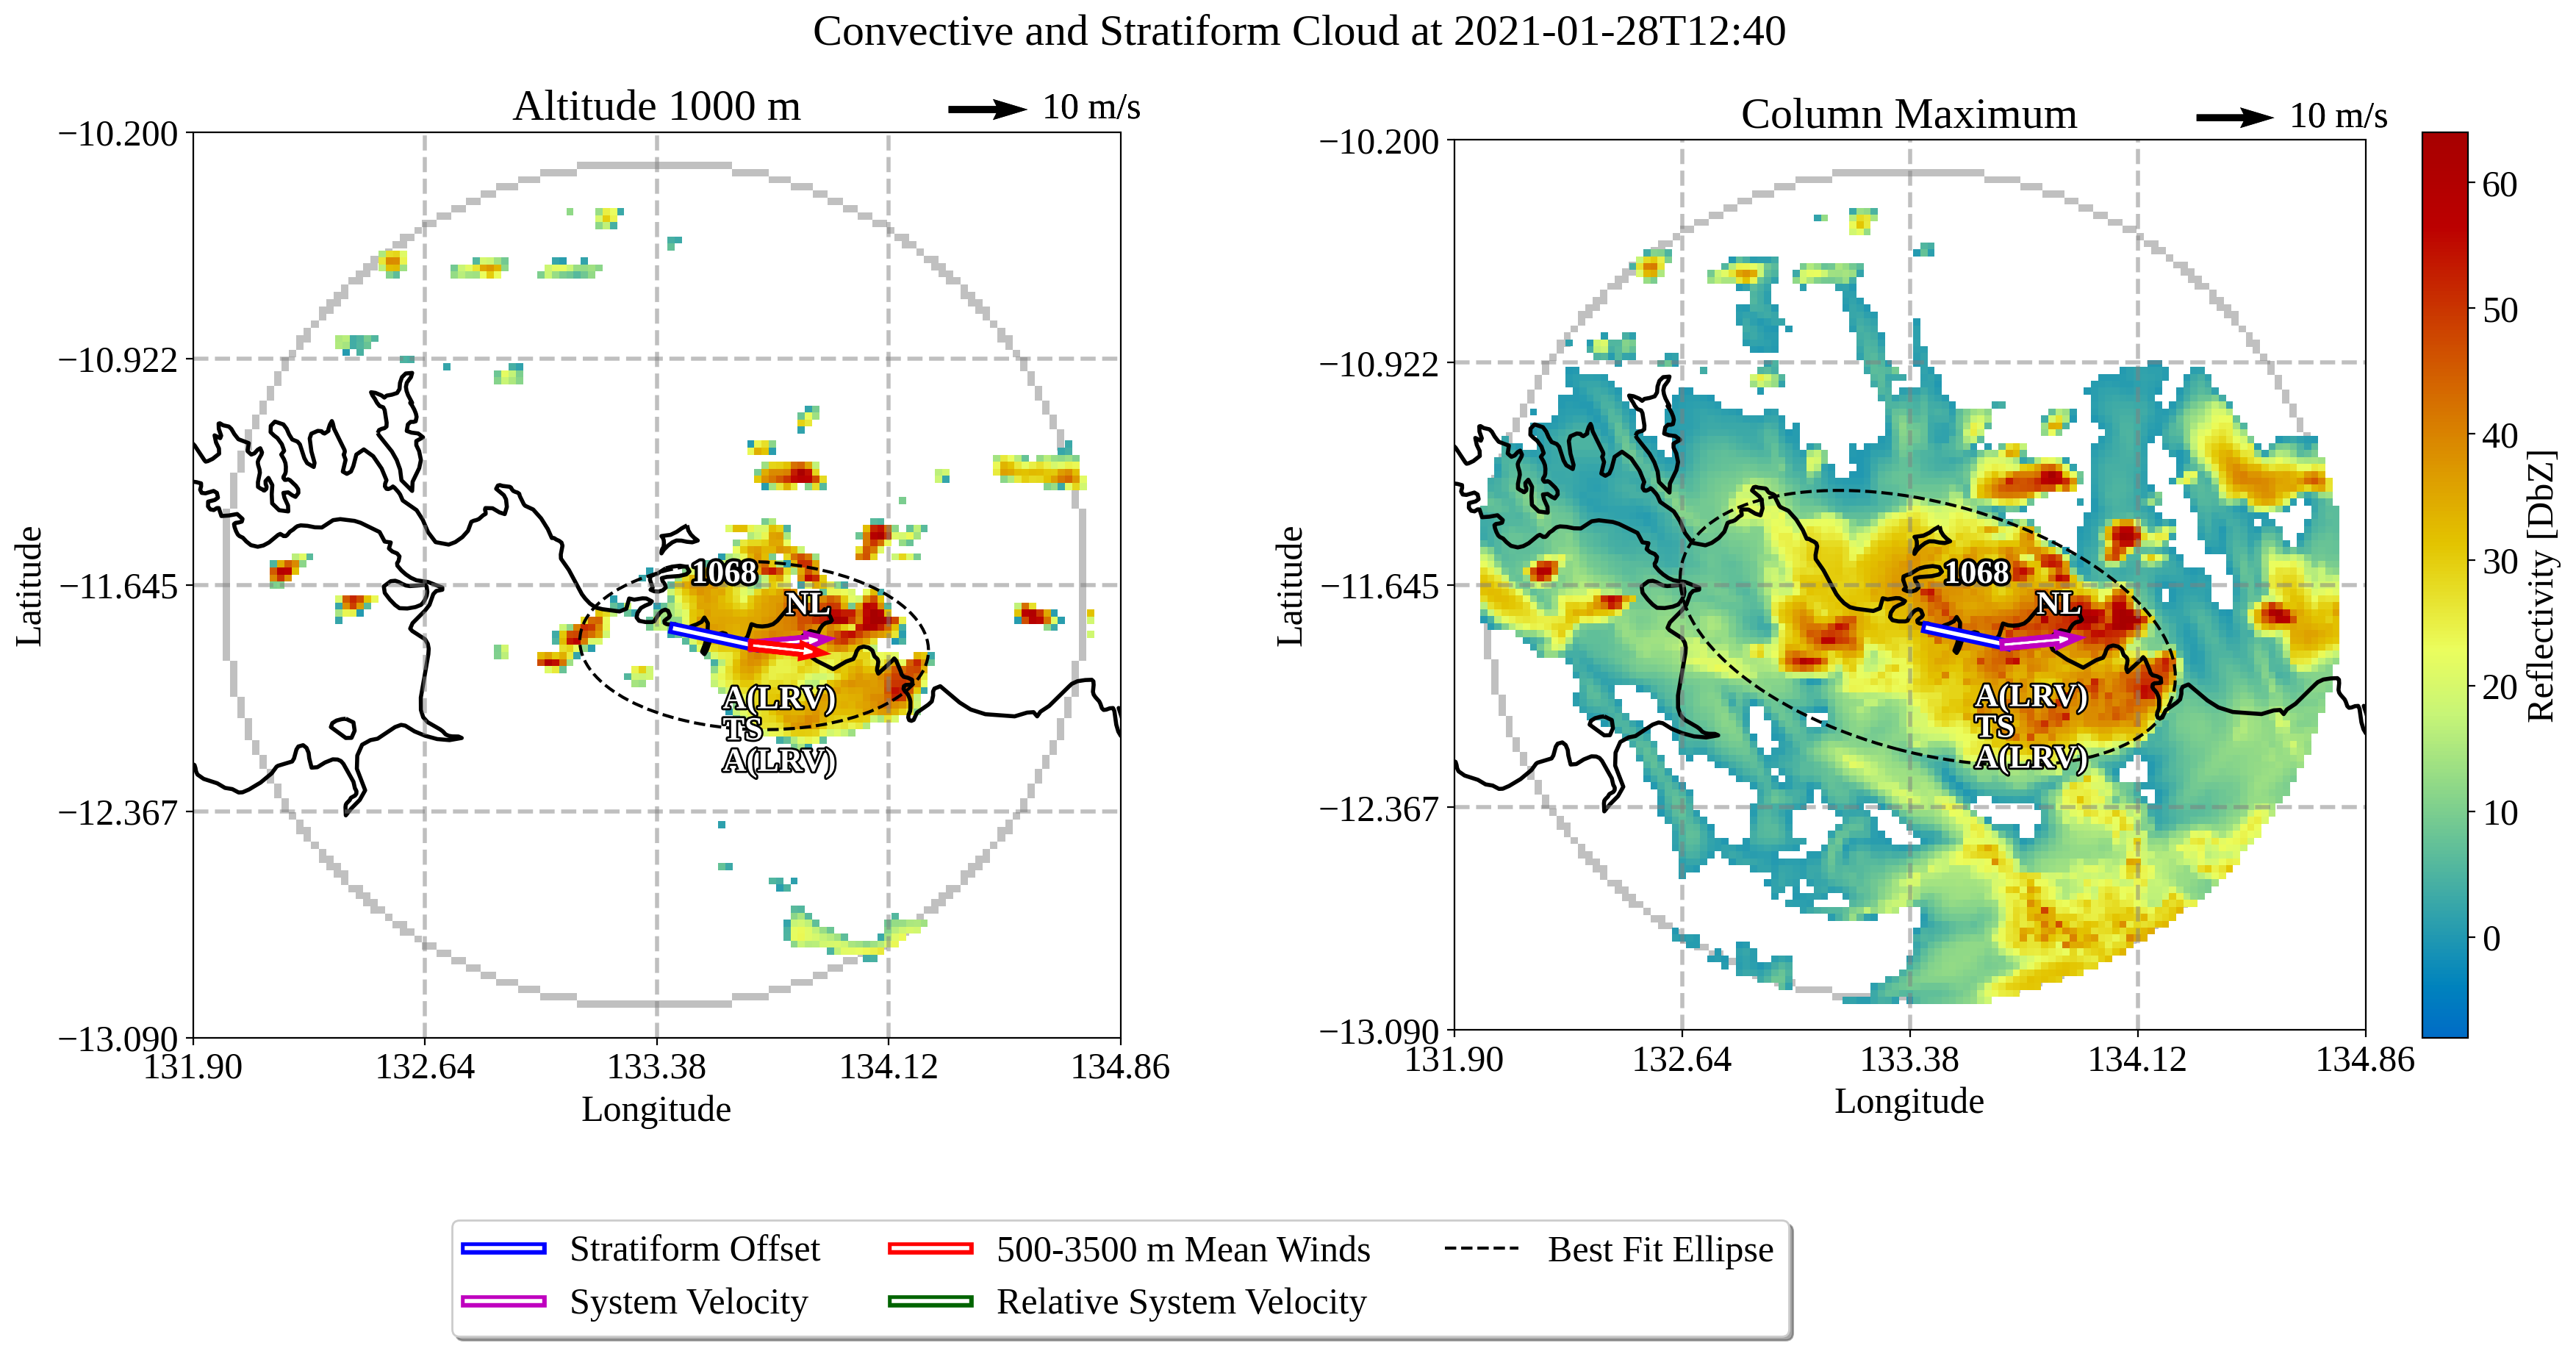 Convective and Stratiform Cloud at 2021-01-28T12:40
Altitude 1000 m
10 m/s
−10.200
−10.922
−11.645
−12.367
−13.090
131.90
132.64
133.38
134.12
134.86
Latitude
Longitude
1068
NL
A(LRV)
TS
A(LRV)
Column Maximum
10 m/s
−10.200
−10.922
−11.645
−12.367
−13.090
131.90
132.64
133.38
134.12
134.86
Latitude
Longitude
1068
NL
A(LRV)
TS
A(LRV)
60
50
40
30
20
10
0
Reflectivity [DbZ]
Stratiform Offset
500-3500 m Mean Winds
Best Fit Ellipse
System Velocity
Relative System Velocity